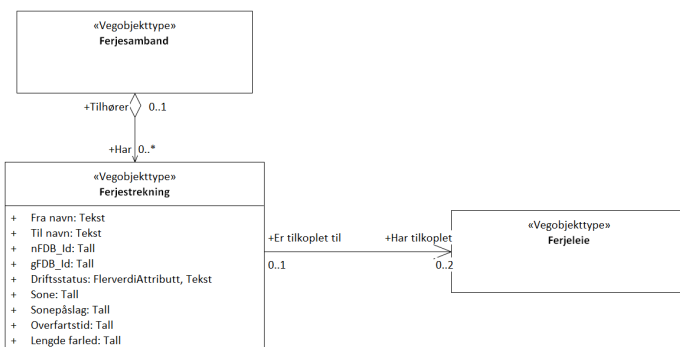 «Vegobjekttype»
Ferjesamband
+Tilhører 0..1
+Har 0..*
«Vegobjekttype»
Ferjestrekning
+ Fra navn: Tekst
+ Til navn: Tekst
+ nFDB_Id: Tall
+ gFDB_Id: Tall
+ Driftsstatus: FlerverdiAttributt, Tekst
+ Sone: Tall
+ Sonepåslag: Tall
+ Overfartstid: Tall
+ Lengde farled: Tall
+Er tilkoplet til +Har tilkoplet
0..1 0..2
«Vegobjekttype»
Ferjeleie